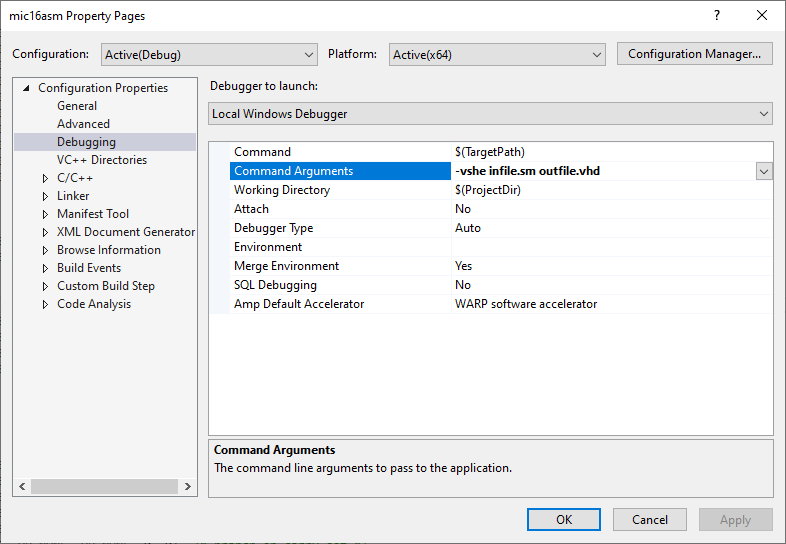 mic16asm Property Pages
Configuration: Active(Debug) Platform: Active(x64) Configuration Manager...
Configuration Properties
General
Advanced
Debugging
VC++ Directories
C/C++
Linker
Manifest Tool
XML Document Generator
Browse Information
Build Events
Custom Build Step
Code Analysis
Debugger to launch:
Local Windows Debugger
Command $(TargetPath)
Command Arguments -vshe infile.sm outfile.vhd
Working Directory $(ProjectDir)
Attach No
Debugger Type Auto
Environment
Merge Environment Yes
SQL Debugging No
Amp Default Accelerator WARP software accelerator
Command Arguments
The command line arguments to pass to the application.
OK Cancel Apply